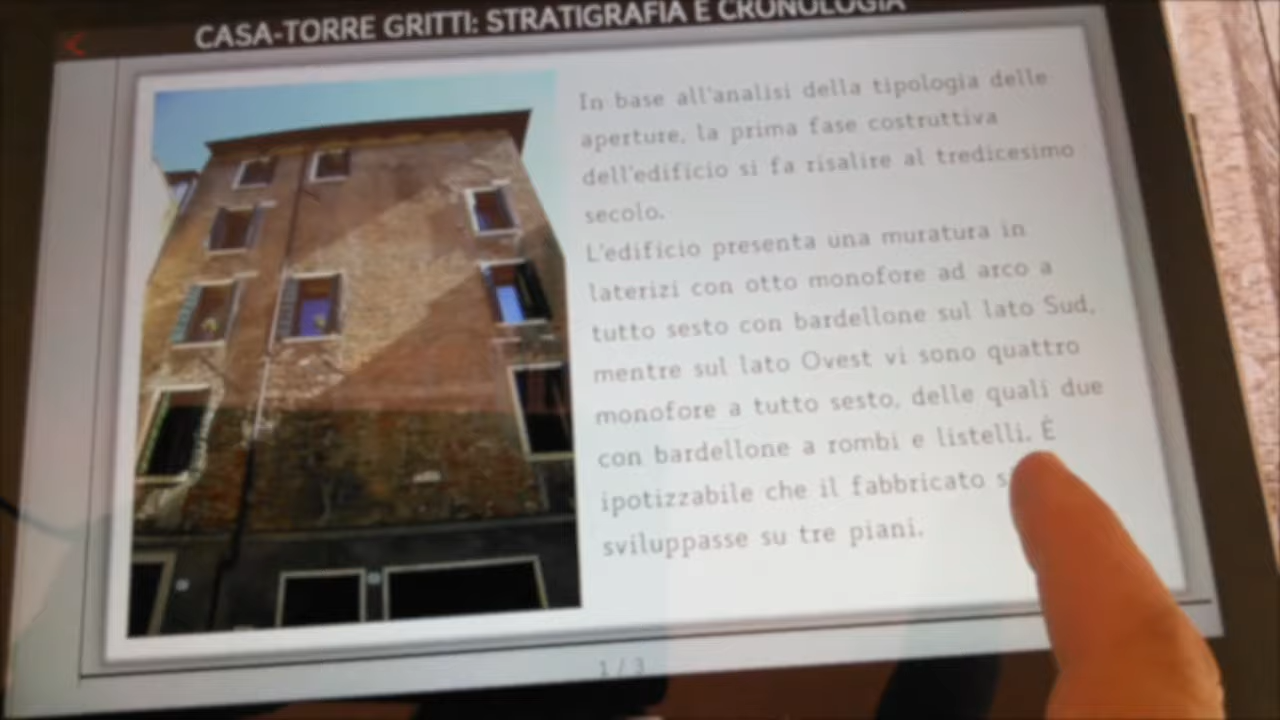 CASA-TORRE GRITTI: STRATIGRAFIA E CRONOLOGIA
In base all'analisi della tipologia delle
aperture, la prima fase costruttiva
dell'edificio si fa risalire al tredicesimo
secolo.
L'edificio presenta una muratura in
laterizi con otto monofore ad arco a
tutto sesto con bardellone sul lato Sud,
mentre sul lato Ovest vi sono quattro
monofore a tutto sesto, delle quali due
con bardellone a rombi e listelli. È
ipotizzabile che il fabbricato
sviluppasse su tre piani.
1 / 3